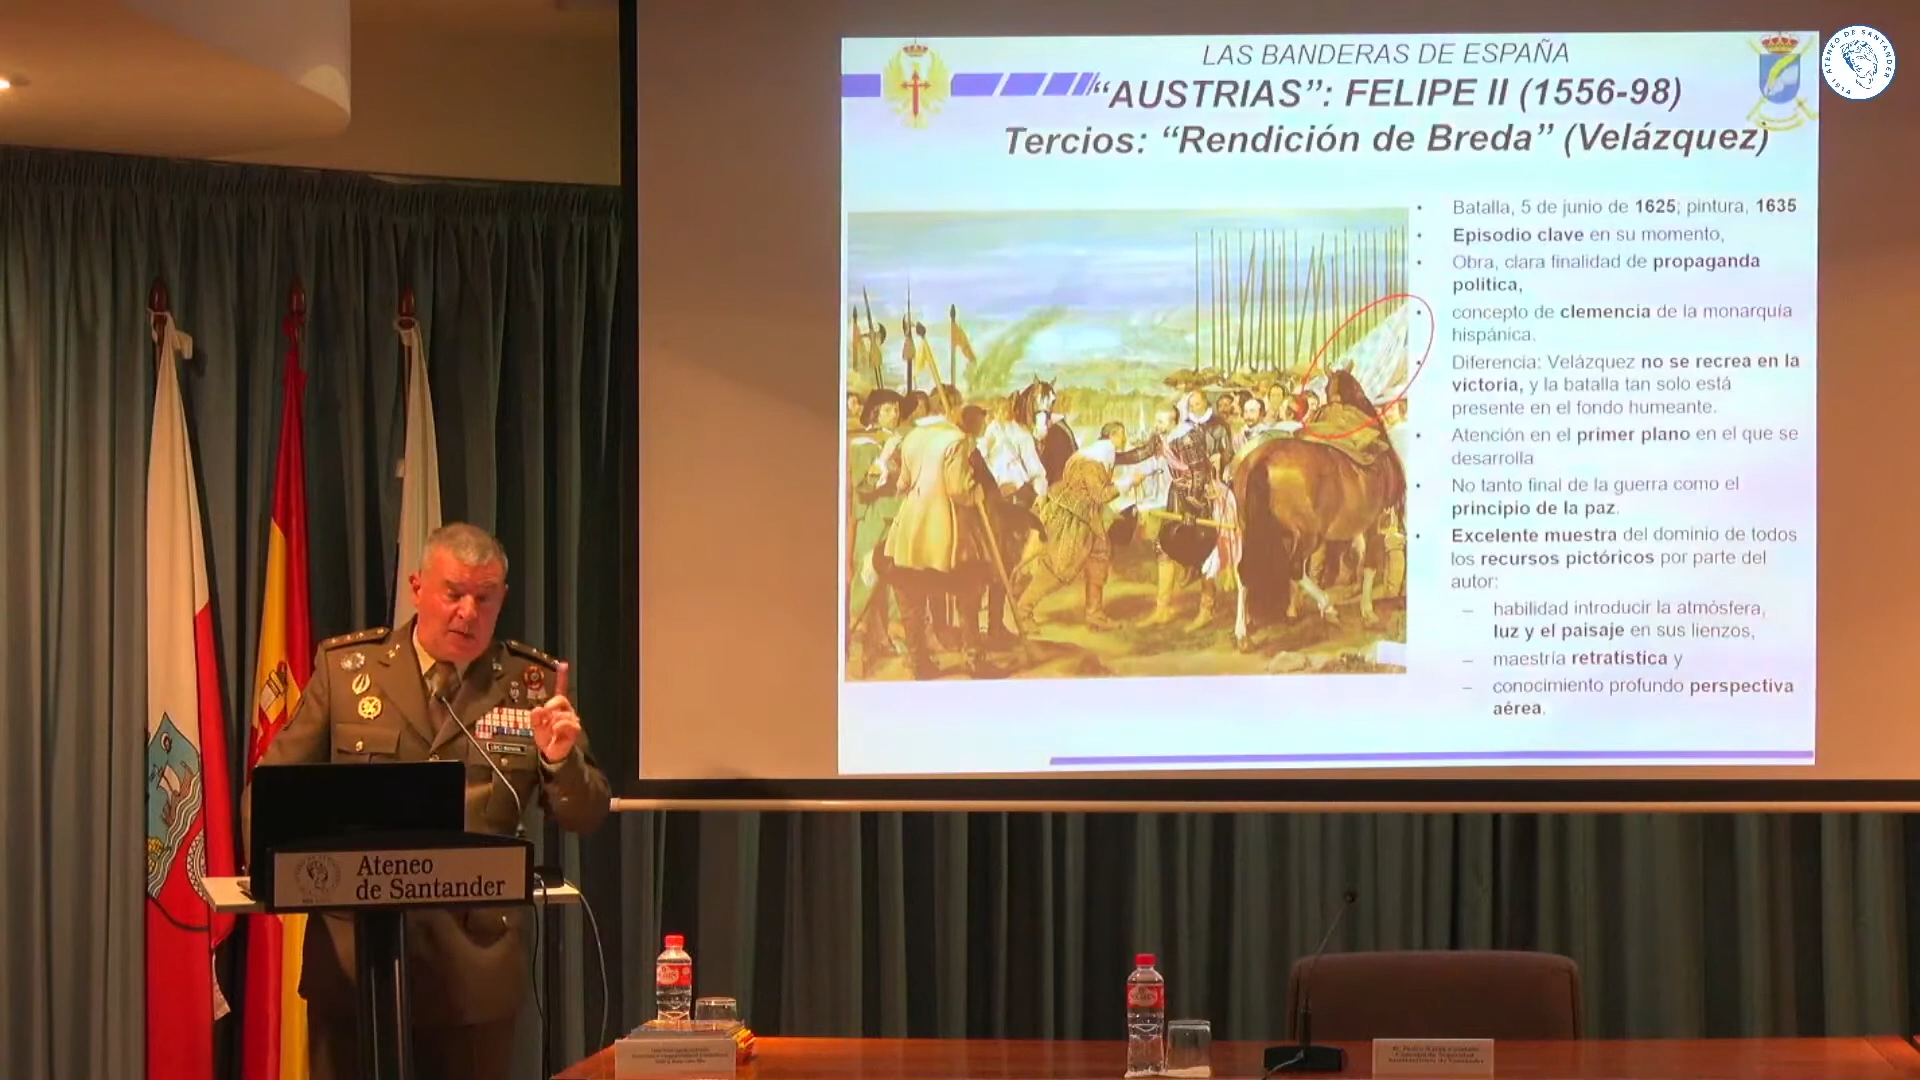 LAS BANDERAS DE ESPAÑA
“AUSTRIAS”: FELIPE II (1556-98)
Tercios: “Rendición de Breda” (Velázquez)
• Batalla, 5 de junio de 1625; pintura, 1635
• Episodio clave en su momento,
• Obra, clara finalidad de propaganda
política,
• concepto de clemencia de la monarquía
hispánica.
• Diferencia: Velázquez no se recrea en la
victoria, y la batalla tan solo está
presente en el fondo humeante.
• Atención en el primer plano en el que se
desarrolla
• No tanto final de la guerra como el
principio de la paz.
• Excelente muestra del dominio de todos
los recursos pictóricos por parte del
autor:
– habilidad introducir la atmósfera,
luz y el paisaje en sus lienzos,
– maestría retratística y
– conocimiento profundo perspectiva
aérea.
ATENEO DE SANTANDER
1914
Ateneo
de Santander